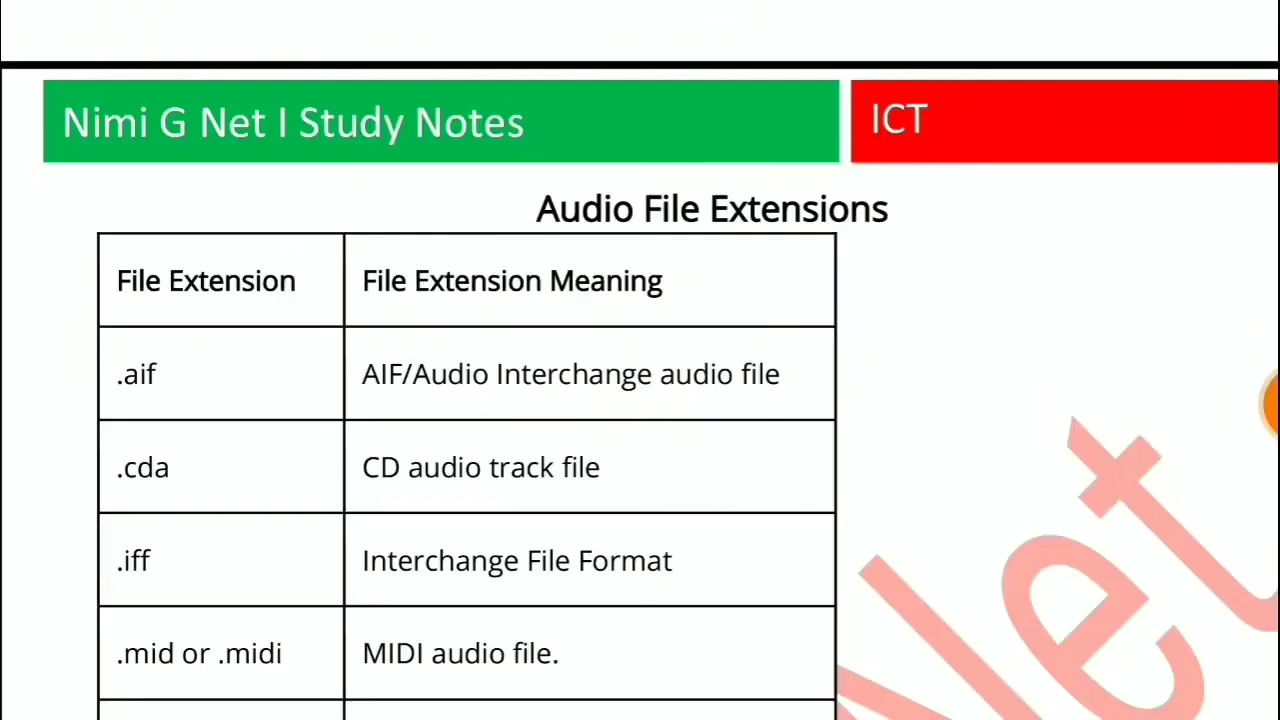 Nimi G Net I Study Notes
ICT
Audio File Extensions
File Extension File Extension Meaning
.aif AIF/Audio Interchange audio file
.cda CD audio track file
.iff Interchange File Format
.mid or .midi MIDI audio file.
Net